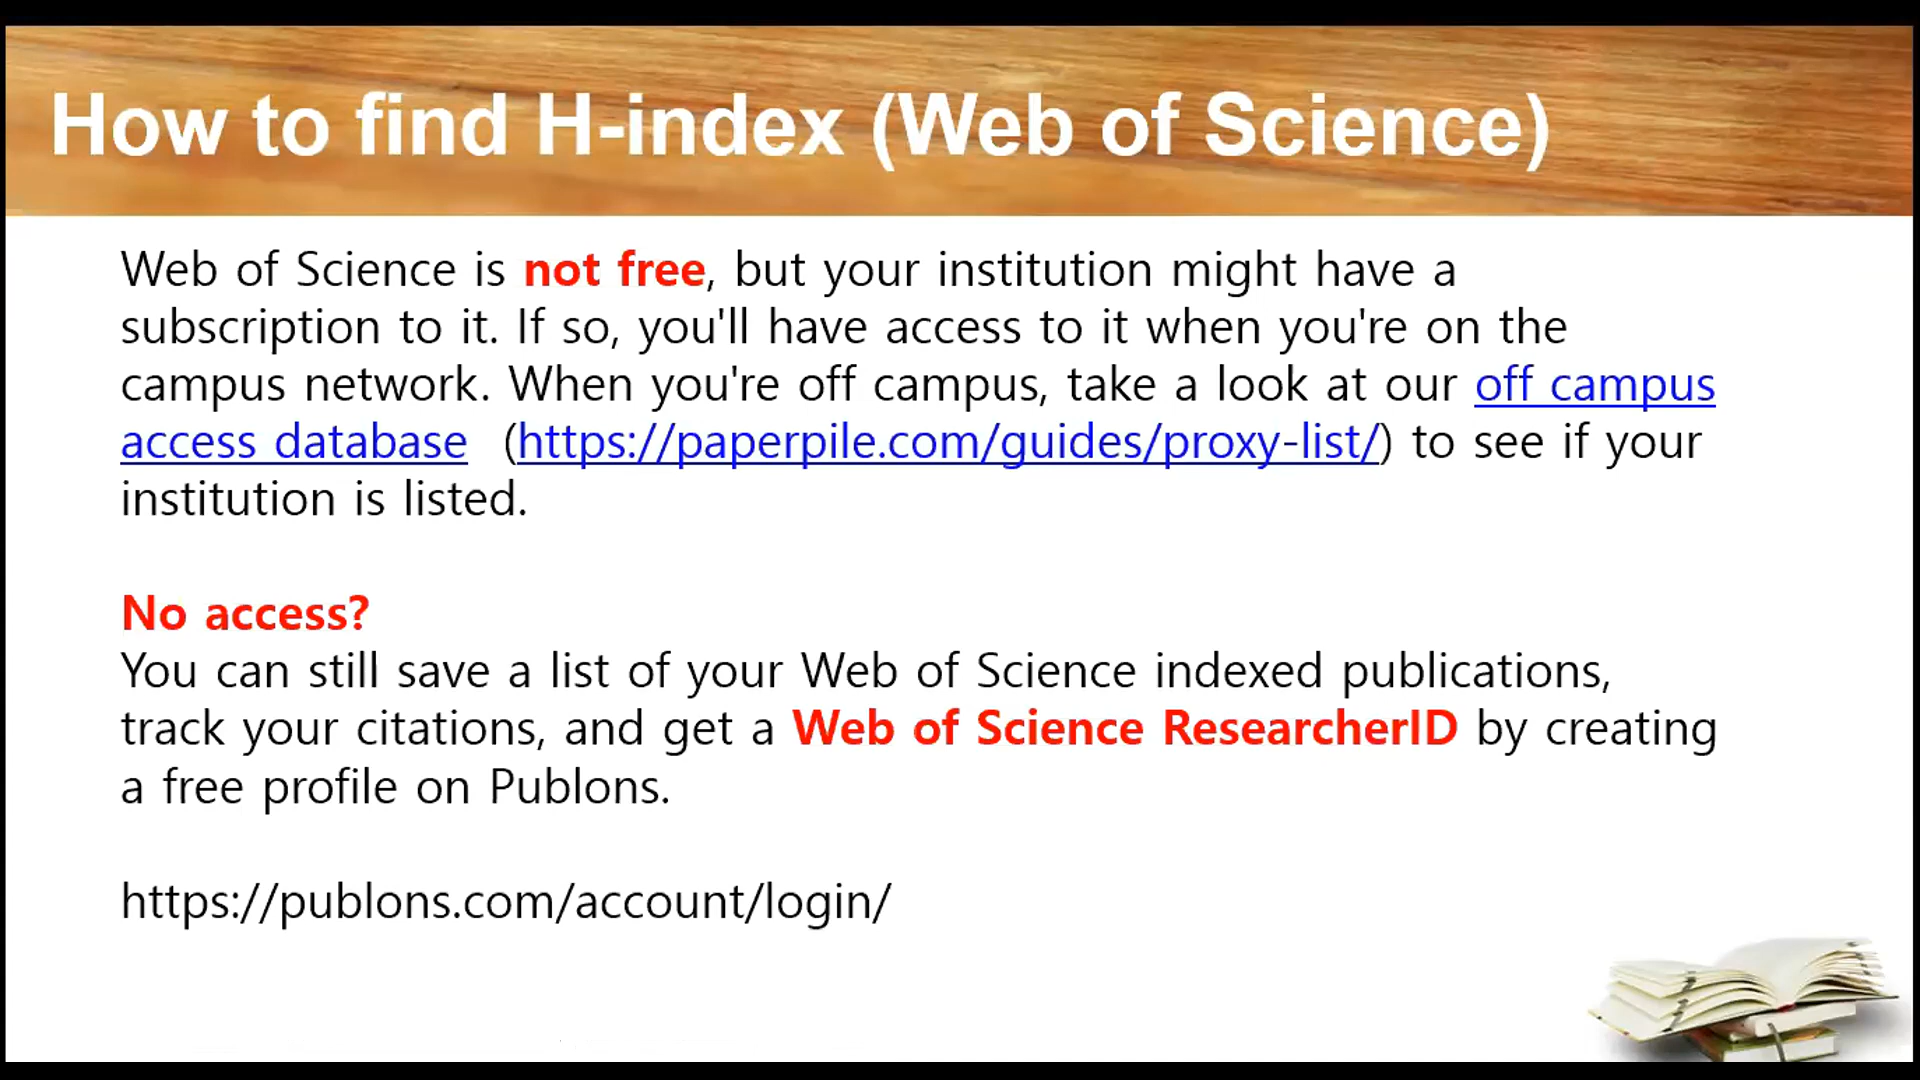 How to find H-index (Web of Science)
Web of Science is not free, but your institution might have a
subscription to it. If so, you'll have access to it when you're on the
campus network. When you're off campus, take a look at our off campus
access database (https://paperpile.com/guides/proxy-list/) to see if your
institution is listed.
No access?
You can still save a list of your Web of Science indexed publications,
track your citations, and get a Web of Science ResearcherID by creating
a free profile on Publons.
https://publons.com/account/login/